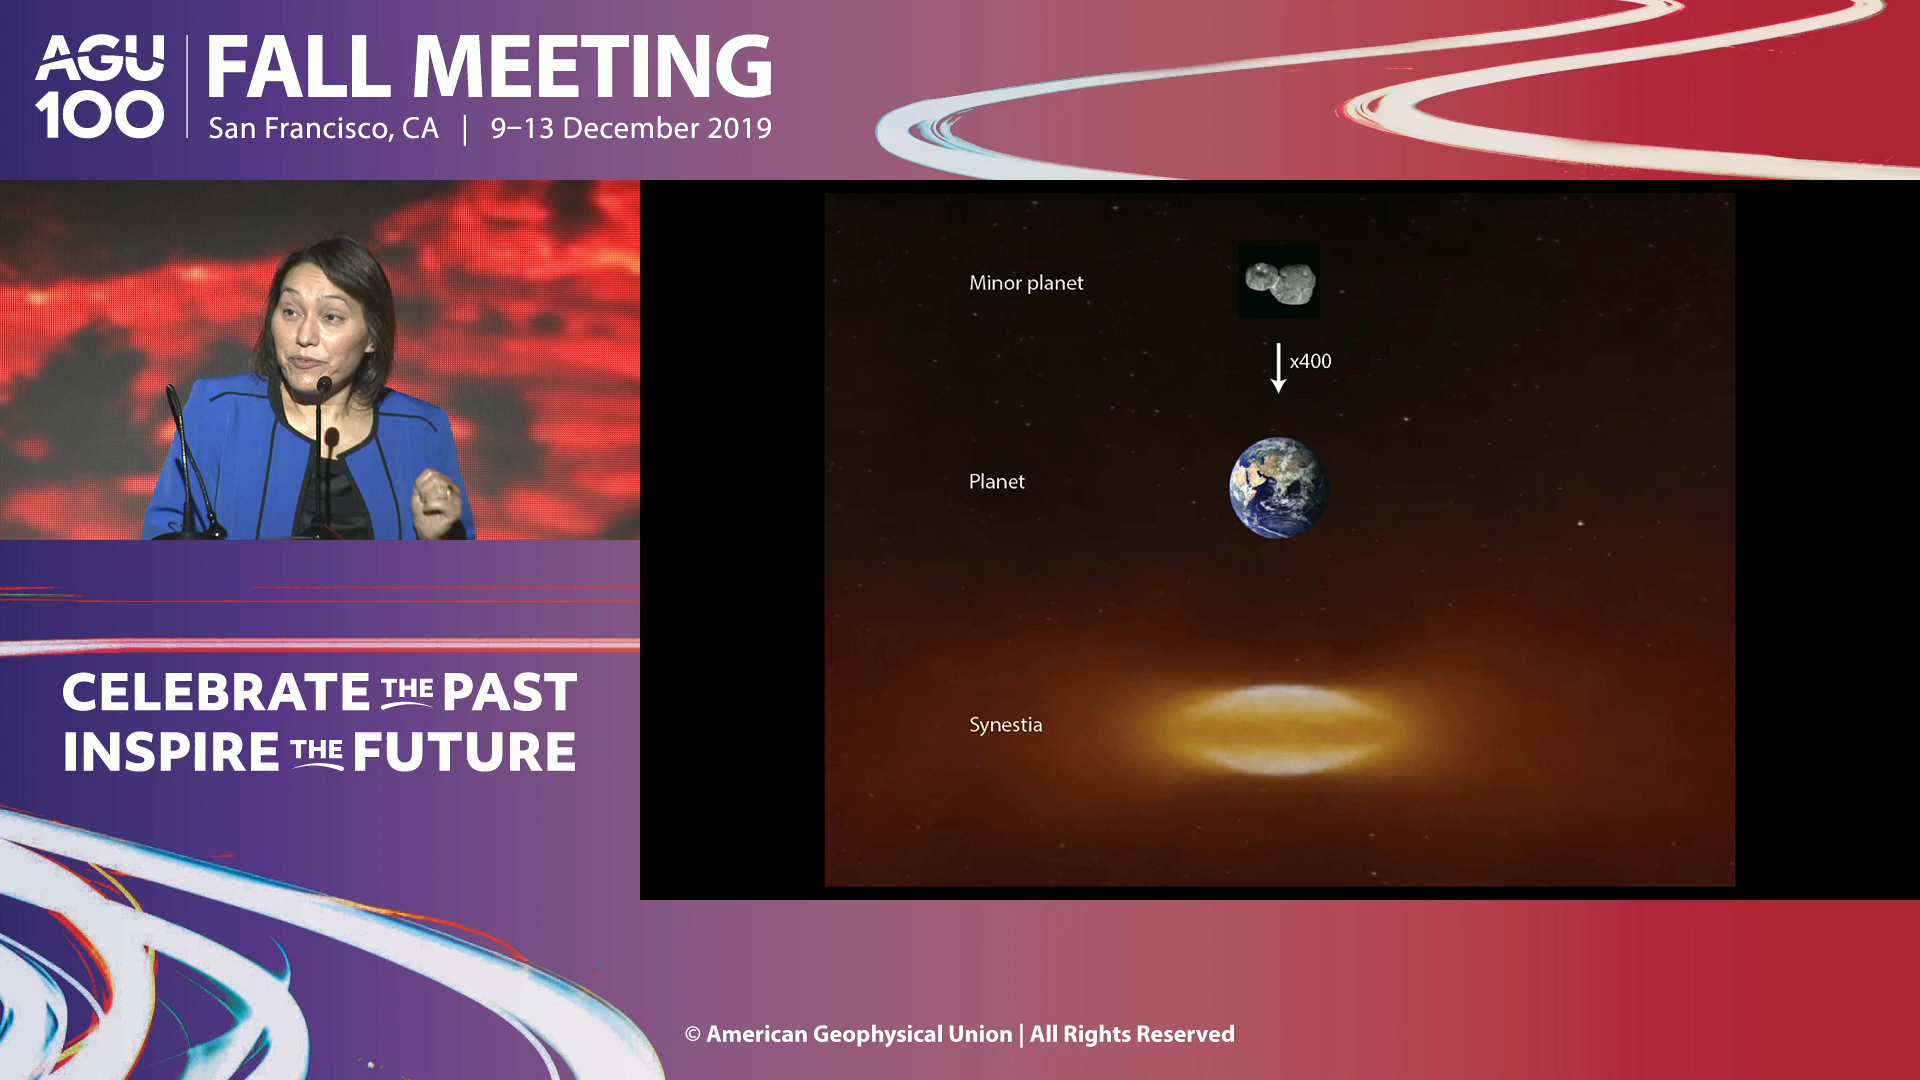 AGU
100
FALL MEETING
San Francisco, CA | 9–13 December 2019
Minor planet
x400
Planet
Synestia
CELEBRATE THE PAST
INSPIRE THE FUTURE
© American Geophysical Union | All Rights Reserved